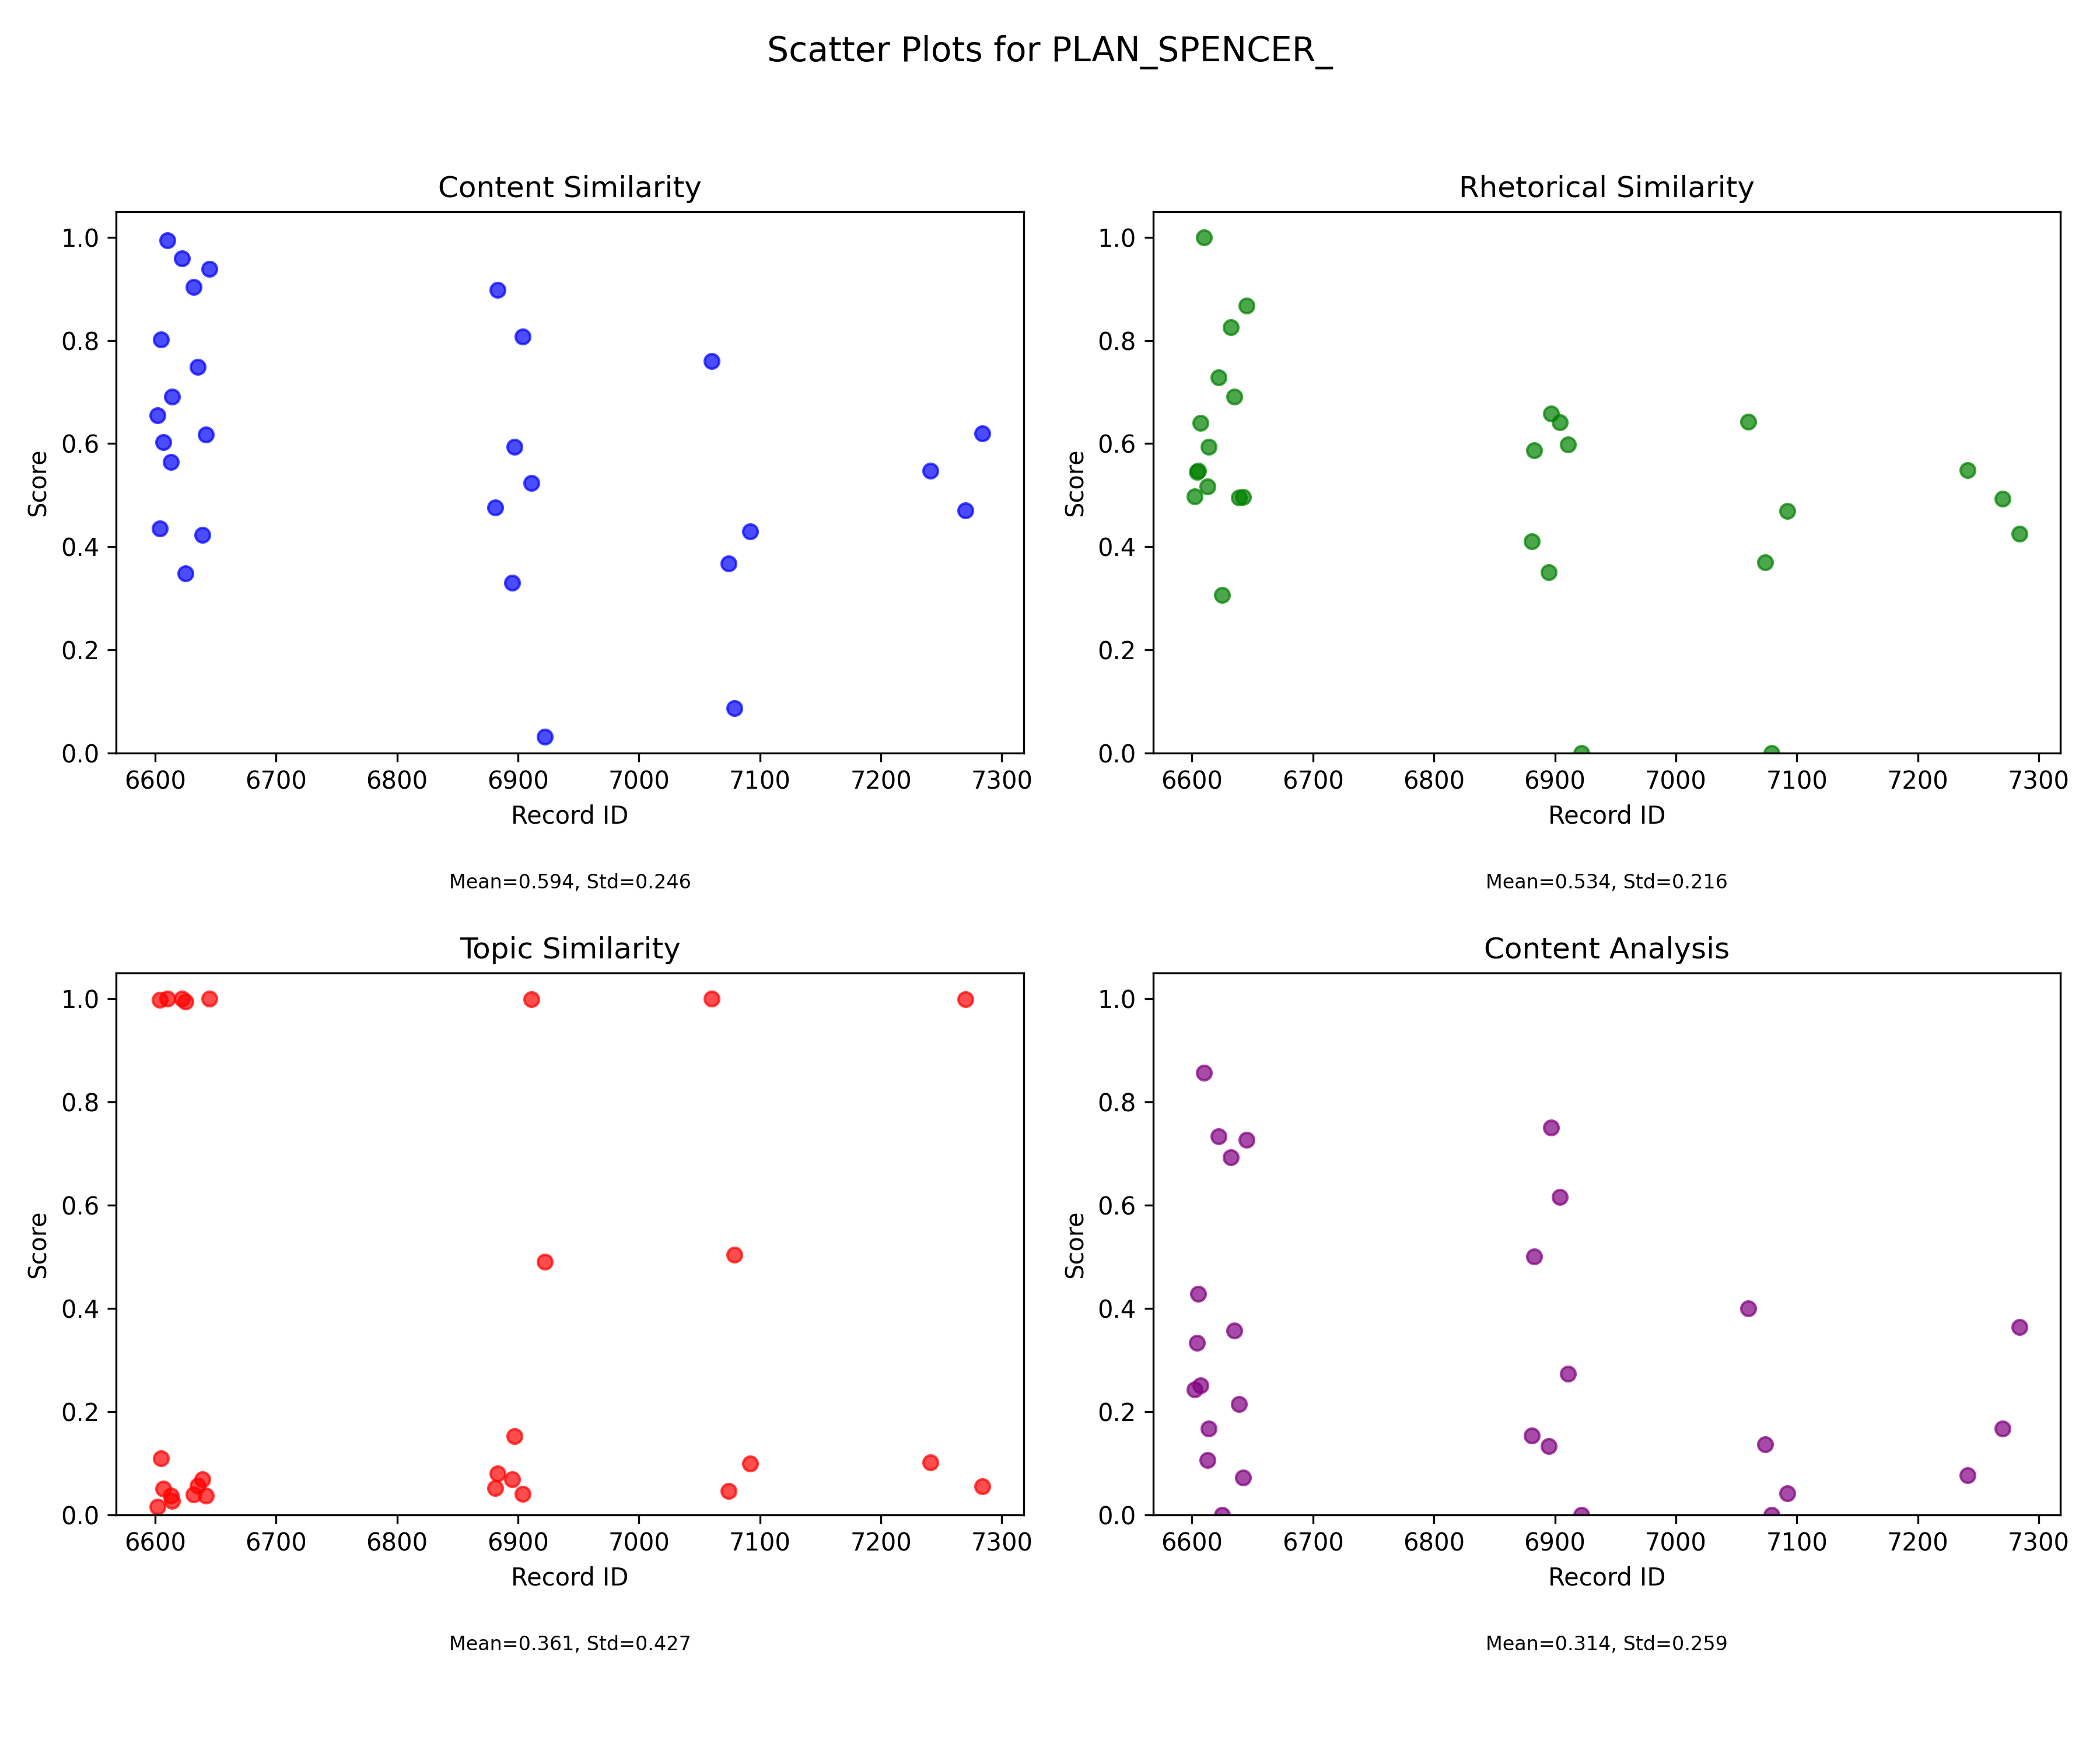 Scatter Plots for PLAN_SPENCER_
Content Similarity
1.0
0.8
0.6
0.4
0.2
0.0
Score
6600 6700 6800 6900 7000 7100 7200 7300
Record ID
Mean=0.594, Std=0.246
Rhetorical Similarity
1.0
0.8
0.6
0.4
0.2
0.0
Score
6600 6700 6800 6900 7000 7100 7200 7300
Record ID
Mean=0.534, Std=0.216
Topic Similarity
1.0
0.8
0.6
0.4
0.2
0.0
Score
6600 6700 6800 6900 7000 7100 7200 7300
Record ID
Mean=0.361, Std=0.427
Content Analysis
1.0
0.8
0.6
0.4
0.2
0.0
Score
6600 6700 6800 6900 7000 7100 7200 7300
Record ID
Mean=0.314, Std=0.259